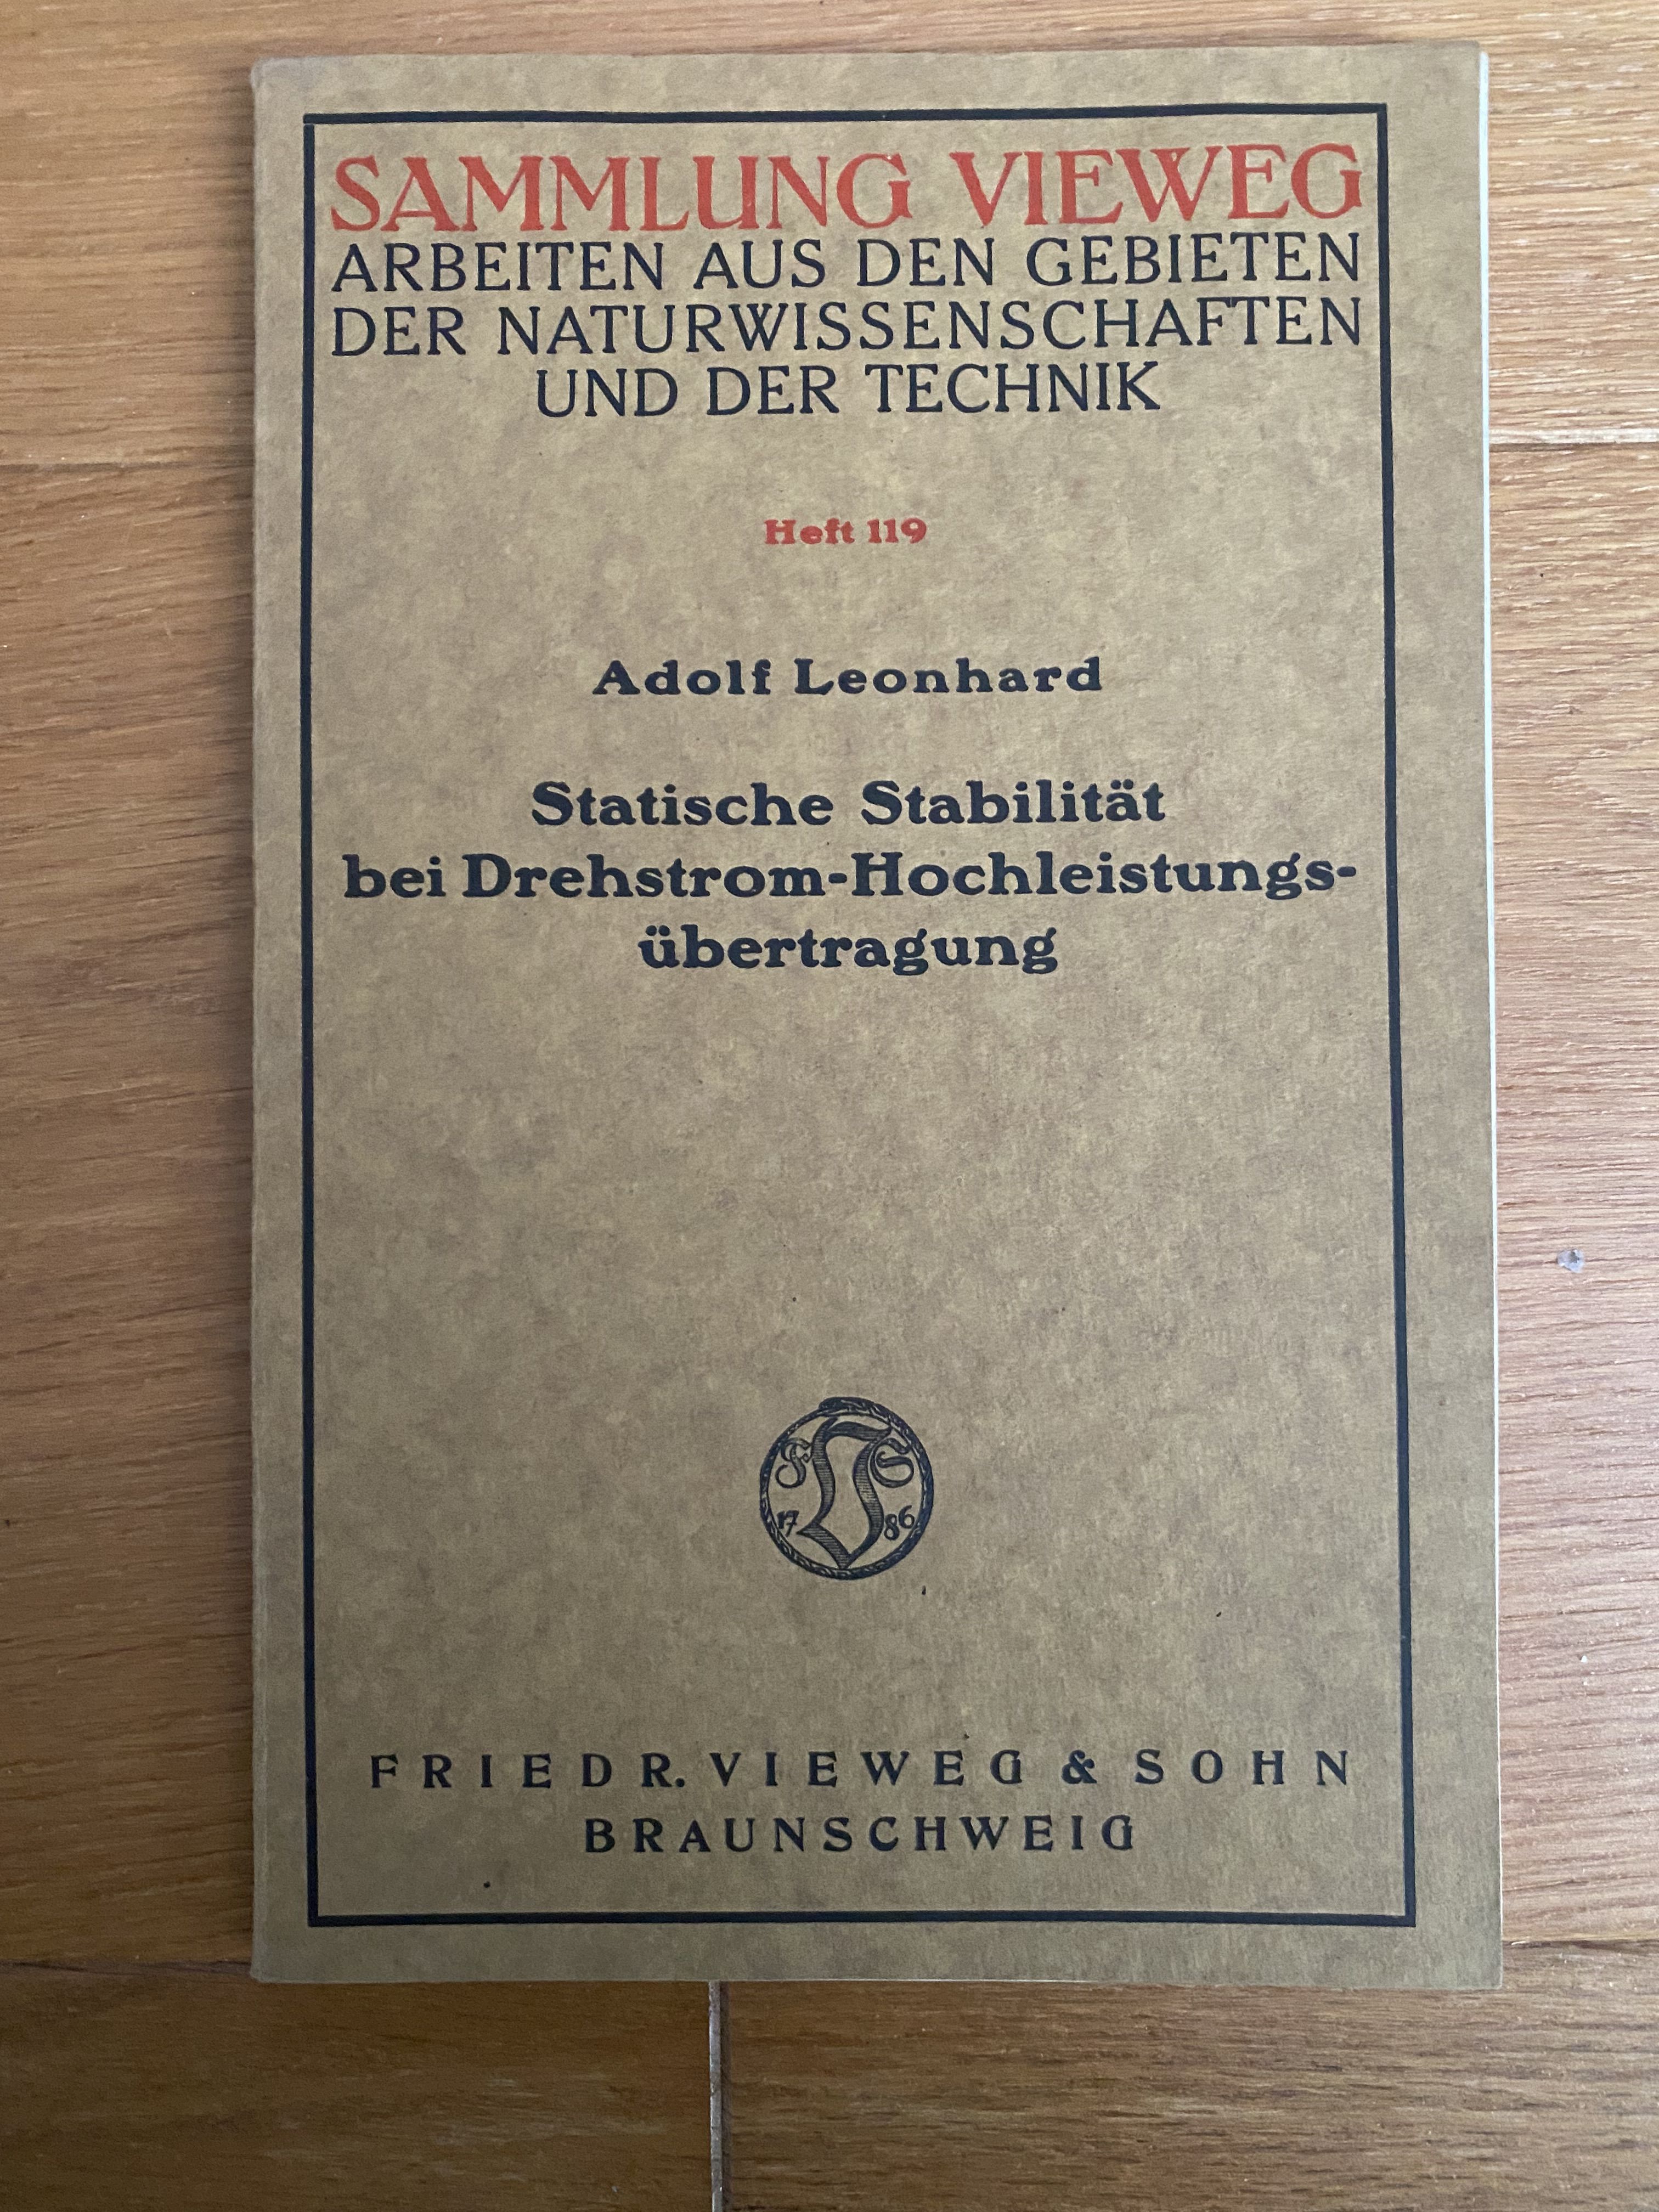 SAMMLUNG VIEWEG
ARBEITEN AUS DEN GEBIETEN
DER NATURWISSENSCHAFTEN
UND DER TECHNIK
Heft 119
Adolf Leonhard
Statische Stabilität
bei Drehstrom-Hochleistungs-
übertragung
F V S
17 86
FRIEDR. VIEWEG & SOHN
BRAUNSCHWEIG